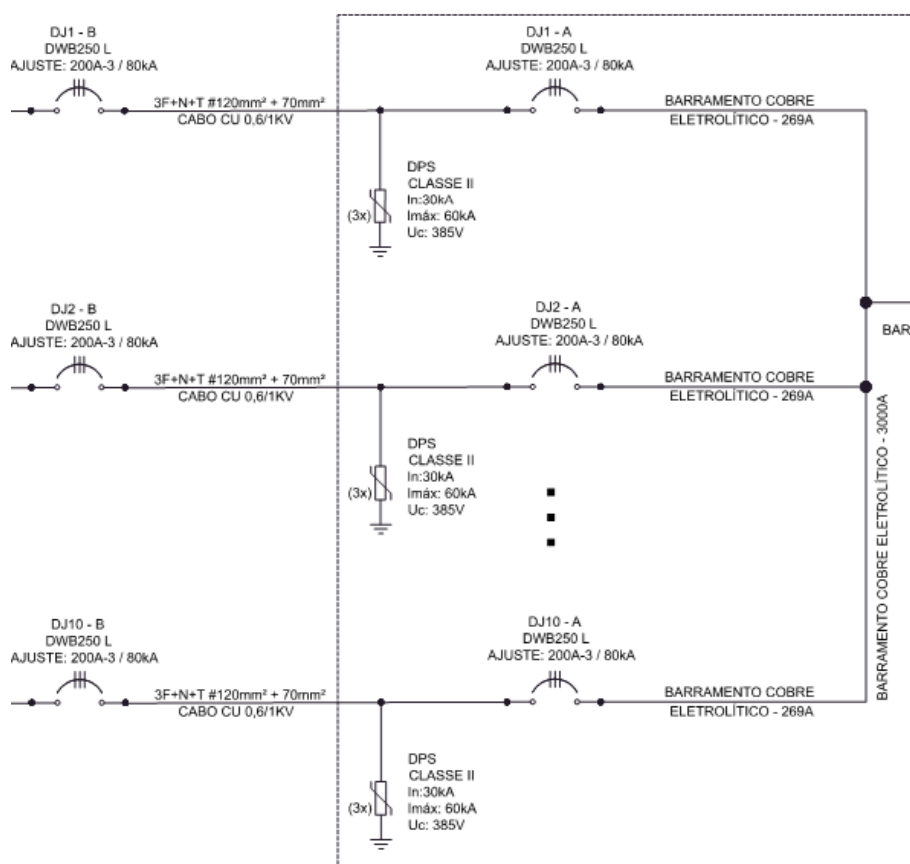 DJ1 - B
DWB250 L
AJUSTE: 200A-3 / 80kA
DJ1 - A
DWB250 L
AJUSTE: 200A-3 / 80kA
3F+N+T #120mm² + 70mm²
CABO CU 0,6/1KV
BARRAMENTO COBRE
ELETROLÍTICO - 269A
DPS
CLASSE II
In:30kA
(3x) Imáx: 60kA
Uc: 385V
DJ2 - B
DWB250 L
AJUSTE: 200A-3 / 80kA
DJ2 - A
DWB250 L
AJUSTE: 200A-3 / 80kA
BAR
3F+N+T #120mm² + 70mm²
CABO CU 0,6/1KV
BARRAMENTO COBRE
ELETROLÍTICO - 269A
DPS
CLASSE II
In:30kA
(3x) Imáx: 60kA
Uc: 385V
BARRAMENTO COBRE ELETROLÍTICO - 3000A
DJ10 - B
DWB250 L
AJUSTE: 200A-3 / 80kA
DJ10 - A
DWB250 L
AJUSTE: 200A-3 / 80kA
3F+N+T #120mm² + 70mm²
CABO CU 0,6/1KV
BARRAMENTO COBRE
ELETROLÍTICO - 269A
DPS
CLASSE II
In:30kA
(3x) Imáx: 60kA
Uc: 385V